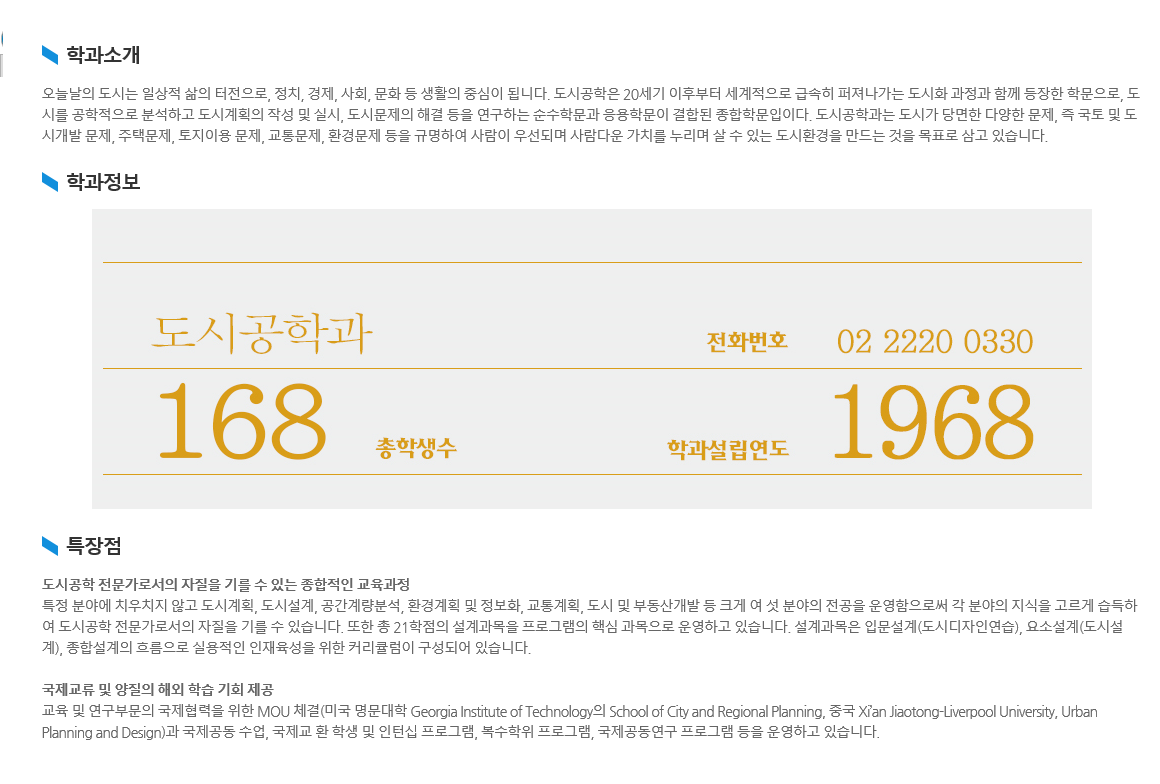 학과소개
오늘날의 도시는 일상적 삶의 터전으로, 정치, 경제, 사회, 문화 등 생활의 중심이 됩니다. 도시공학은 20세기 이후부터 세계적으로 급속히 퍼져나가는 도시화 과정과 함께 등장한 학문으로, 도
시를 공학적으로 분석하고 도시계획의 작성 및 실시, 도시문제의 해결 등을 연구하는 순수학문과 응용학문이 결합된 종합학문입이다. 도시공학과는 도시가 당면한 다양한 문제, 즉 국토 및 도
시개발 문제, 주택문제, 토지이용 문제, 교통문제, 환경문제 등을 규명하여 사람이 우선되며 사람다운 가치를 누리며 살 수 있는 도시환경을 만드는 것을 목표로 삼고 있습니다.
학과정보
도시공학과 전화번호 02 2220 0330
168 총학생수 학과설립연도 1968
특장점
도시공학 전문가로서의 자질을 기를 수 있는 종합적인 교육과정
특정 분야에 치우치지 않고 도시계획, 도시설계, 공간계량분석, 환경계획 및 정보화, 교통계획, 도시 및 부동산개발 등 크게 여 섯 분야의 전공을 운영함으로써 각 분야의 지식을 고르게 습득하
여 도시공학 전문가로서의 자질을 기를 수 있습니다. 또한 총 21학점의 설계과목을 프로그램의 핵심 과목으로 운영하고 있습니다. 설계과목은 입문설계(도시디자인연습), 요소설계(도시설
계), 종합설계의 흐름으로 실용적인 인재육성을 위한 커리큘럼이 구성되어 있습니다.
국제교류 및 양질의 해외 학습 기회 제공
교육 및 연구부문의 국제협력을 위한 MOU 체결(미국 명문대학 Georgia Institute of Technology의 School of City and Regional Planning, 중국 Xi'an Jiaotong-Liverpool University, Urban
Planning and Design)과 국제공동 수업, 국제교 환 학생 및 인턴십 프로그램, 복수학위 프로그램, 국제공동연구 프로그램 등을 운영하고 있습니다.